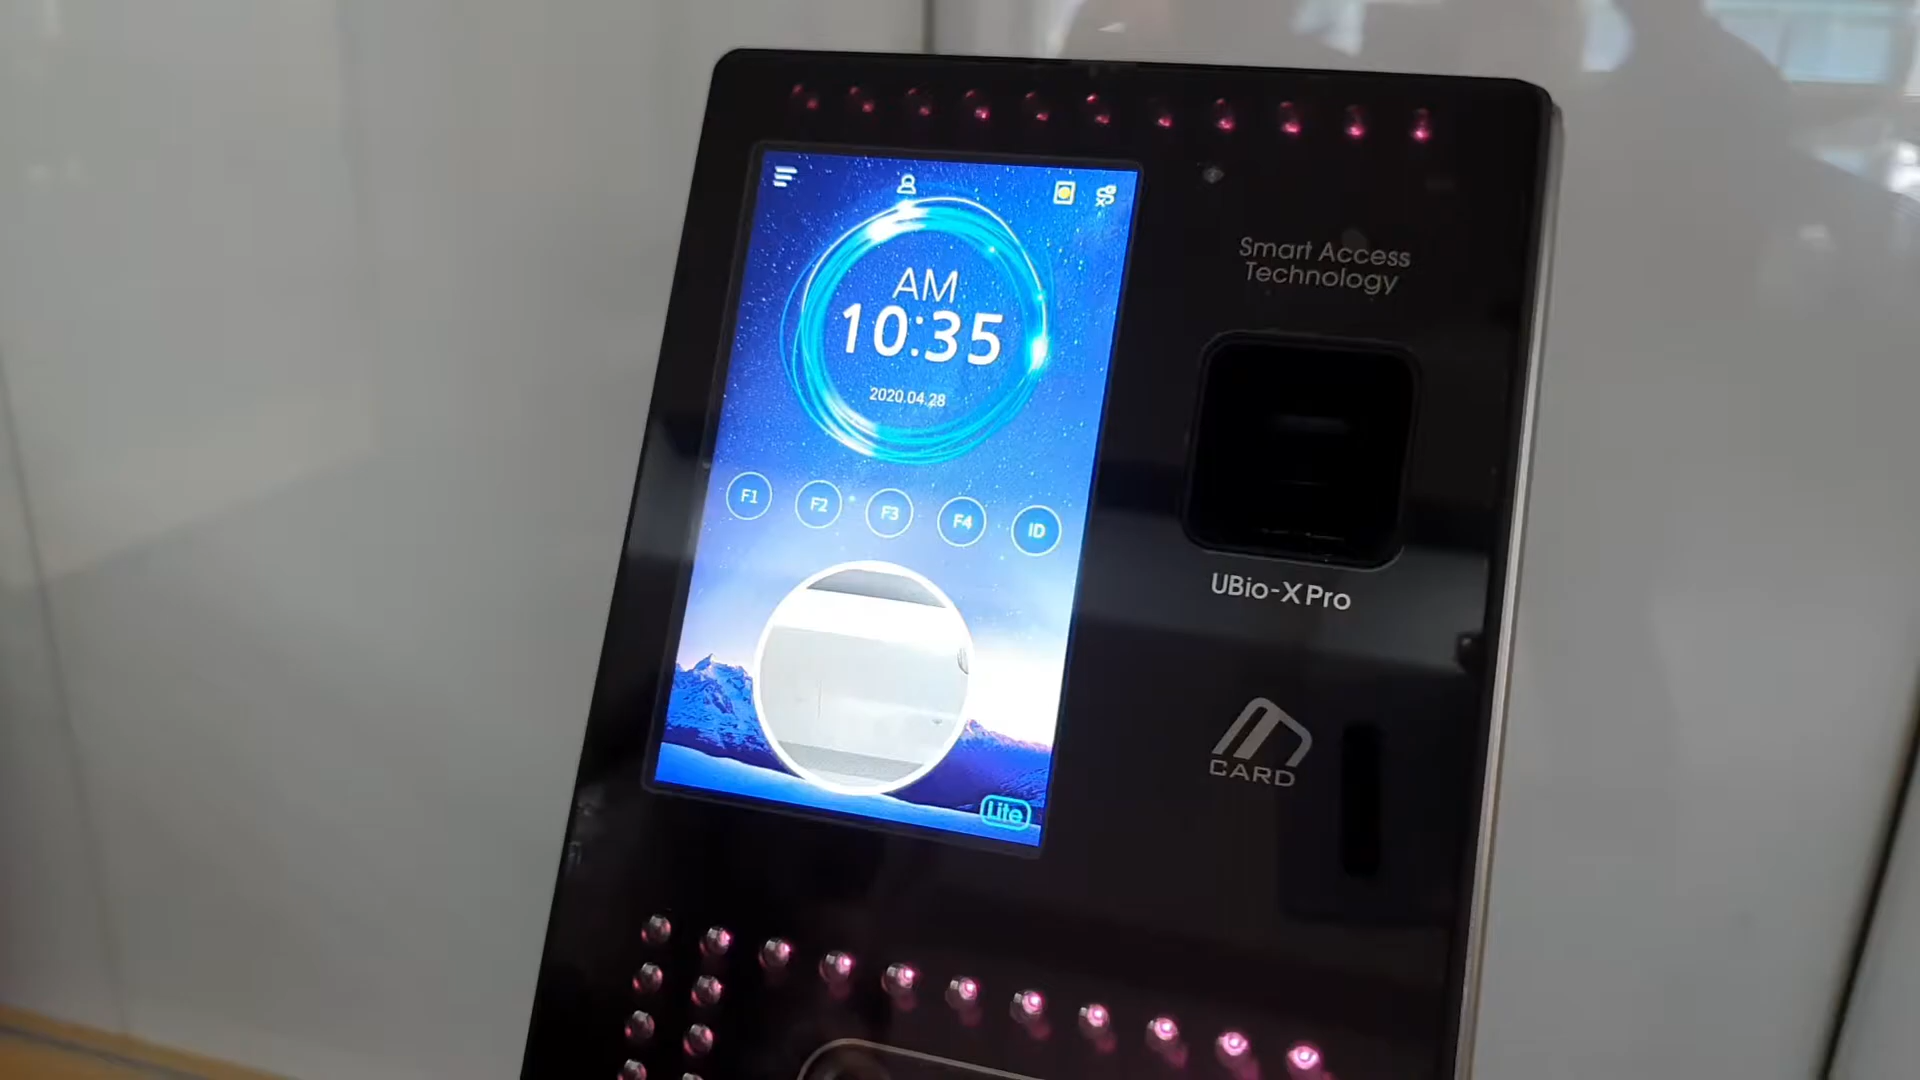 AM
10:35
2020.04.28
F1 F2 F3 F4 ID
Lite
Smart Access
Technology
UBio-X Pro
CARD